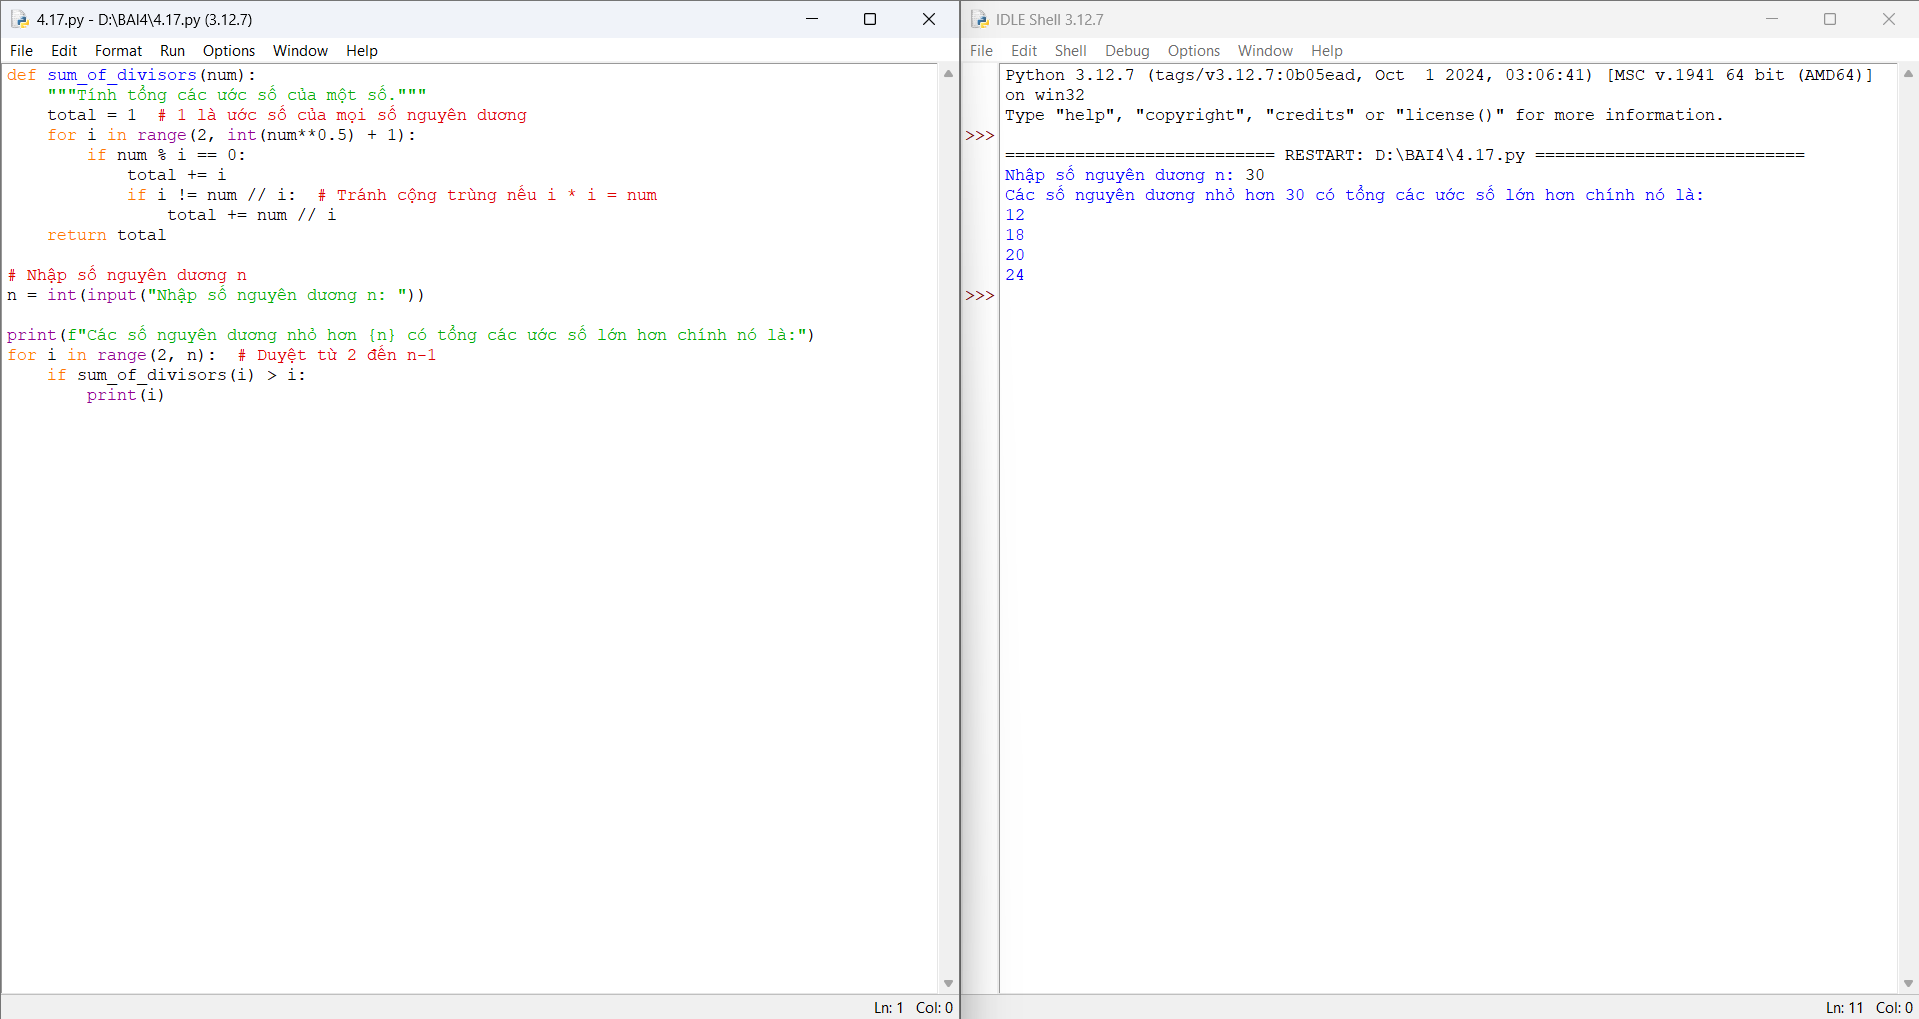 4.17.py - D:\BAI4\4.17.py (3.12.7)
File Edit Format Run Options Window Help
def sum_of_divisors(num):
    """Tính tổng các ước số của một số."""
    total = 1  # 1 là ước số của mọi số nguyên dương
    for i in range(2, int(num**0.5) + 1):
        if num % i == 0:
            total += i
            if i != num // i:  # Tránh cộng trùng nếu i * i = num
                total += num // i
    return total
# Nhập số nguyên dương n
n = int(input("Nhập số nguyên dương n: "))
print(f"Các số nguyên dương nhỏ hơn {n} có tổng các ước số lớn hơn chính nó là:")
for i in range(2, n):  # Duyệt từ 2 đến n-1
    if sum_of_divisors(i) > i:
        print(i)
Ln: 1 Col: 0
IDLE Shell 3.12.7
File Edit Shell Debug Options Window Help
Python 3.12.7 (tags/v3.12.7:0b05ead, Oct  1 2024, 03:06:41) [MSC v.1941 64 bit (AMD64)]
on win32
Type "help", "copyright", "credits" or "license()" for more information.
>>>
=========================== RESTART: D:\BAI4\4.17.py ===========================
Nhập số nguyên dương n: 30
Các số nguyên dương nhỏ hơn 30 có tổng các ước số lớn hơn chính nó là:
12
18
20
24
>>>
Ln: 11 Col: 0